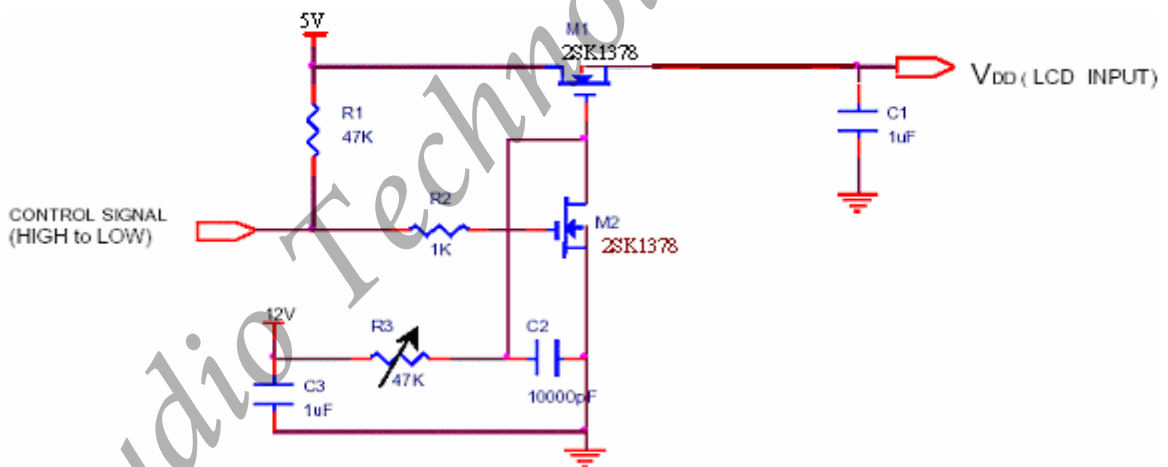 5V
M1
2SK1378
VDD ( LCD INPUT)
R1
47K
C1
1uF
R2
1K
CONTROL SIGNAL
(HIGH to LOW)
M2
2SK1378
12V
R3
47K
C2
10000pF
C3
1uF